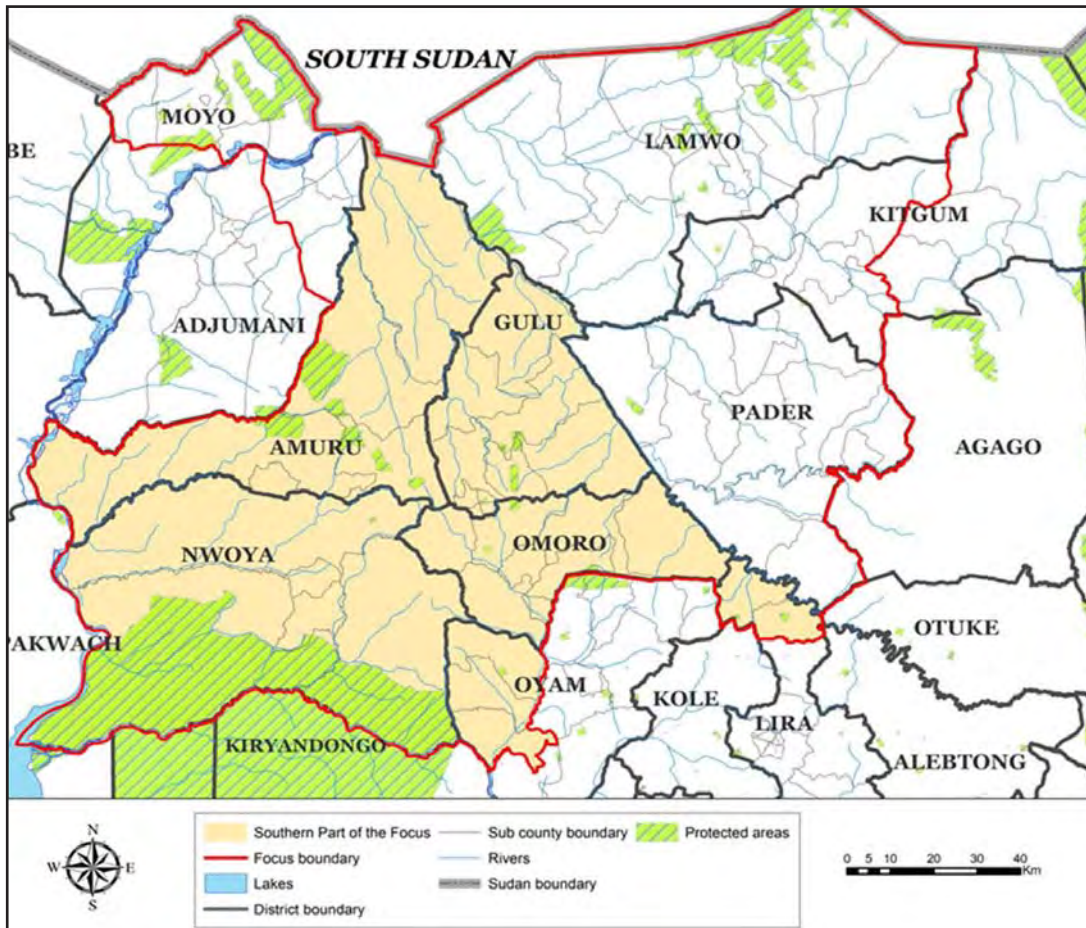 SOUTH SUDAN
MOYO
LAMWO
BE
KITGUM
ADJUMANI
GULU
PADER
AMURU
AGAGO
NWOYA
OMORO
PAKWACH
OTUKE
OYAM
KOLE
LIRA
KIRYANDONGO
ALEBTONG
N
W E
S
Southern Part of the Focus
Focus boundary
Lakes
District boundary
Sub county boundary
Rivers
Sudan boundary
Protected areas
0 5 10 20 30 40
Km